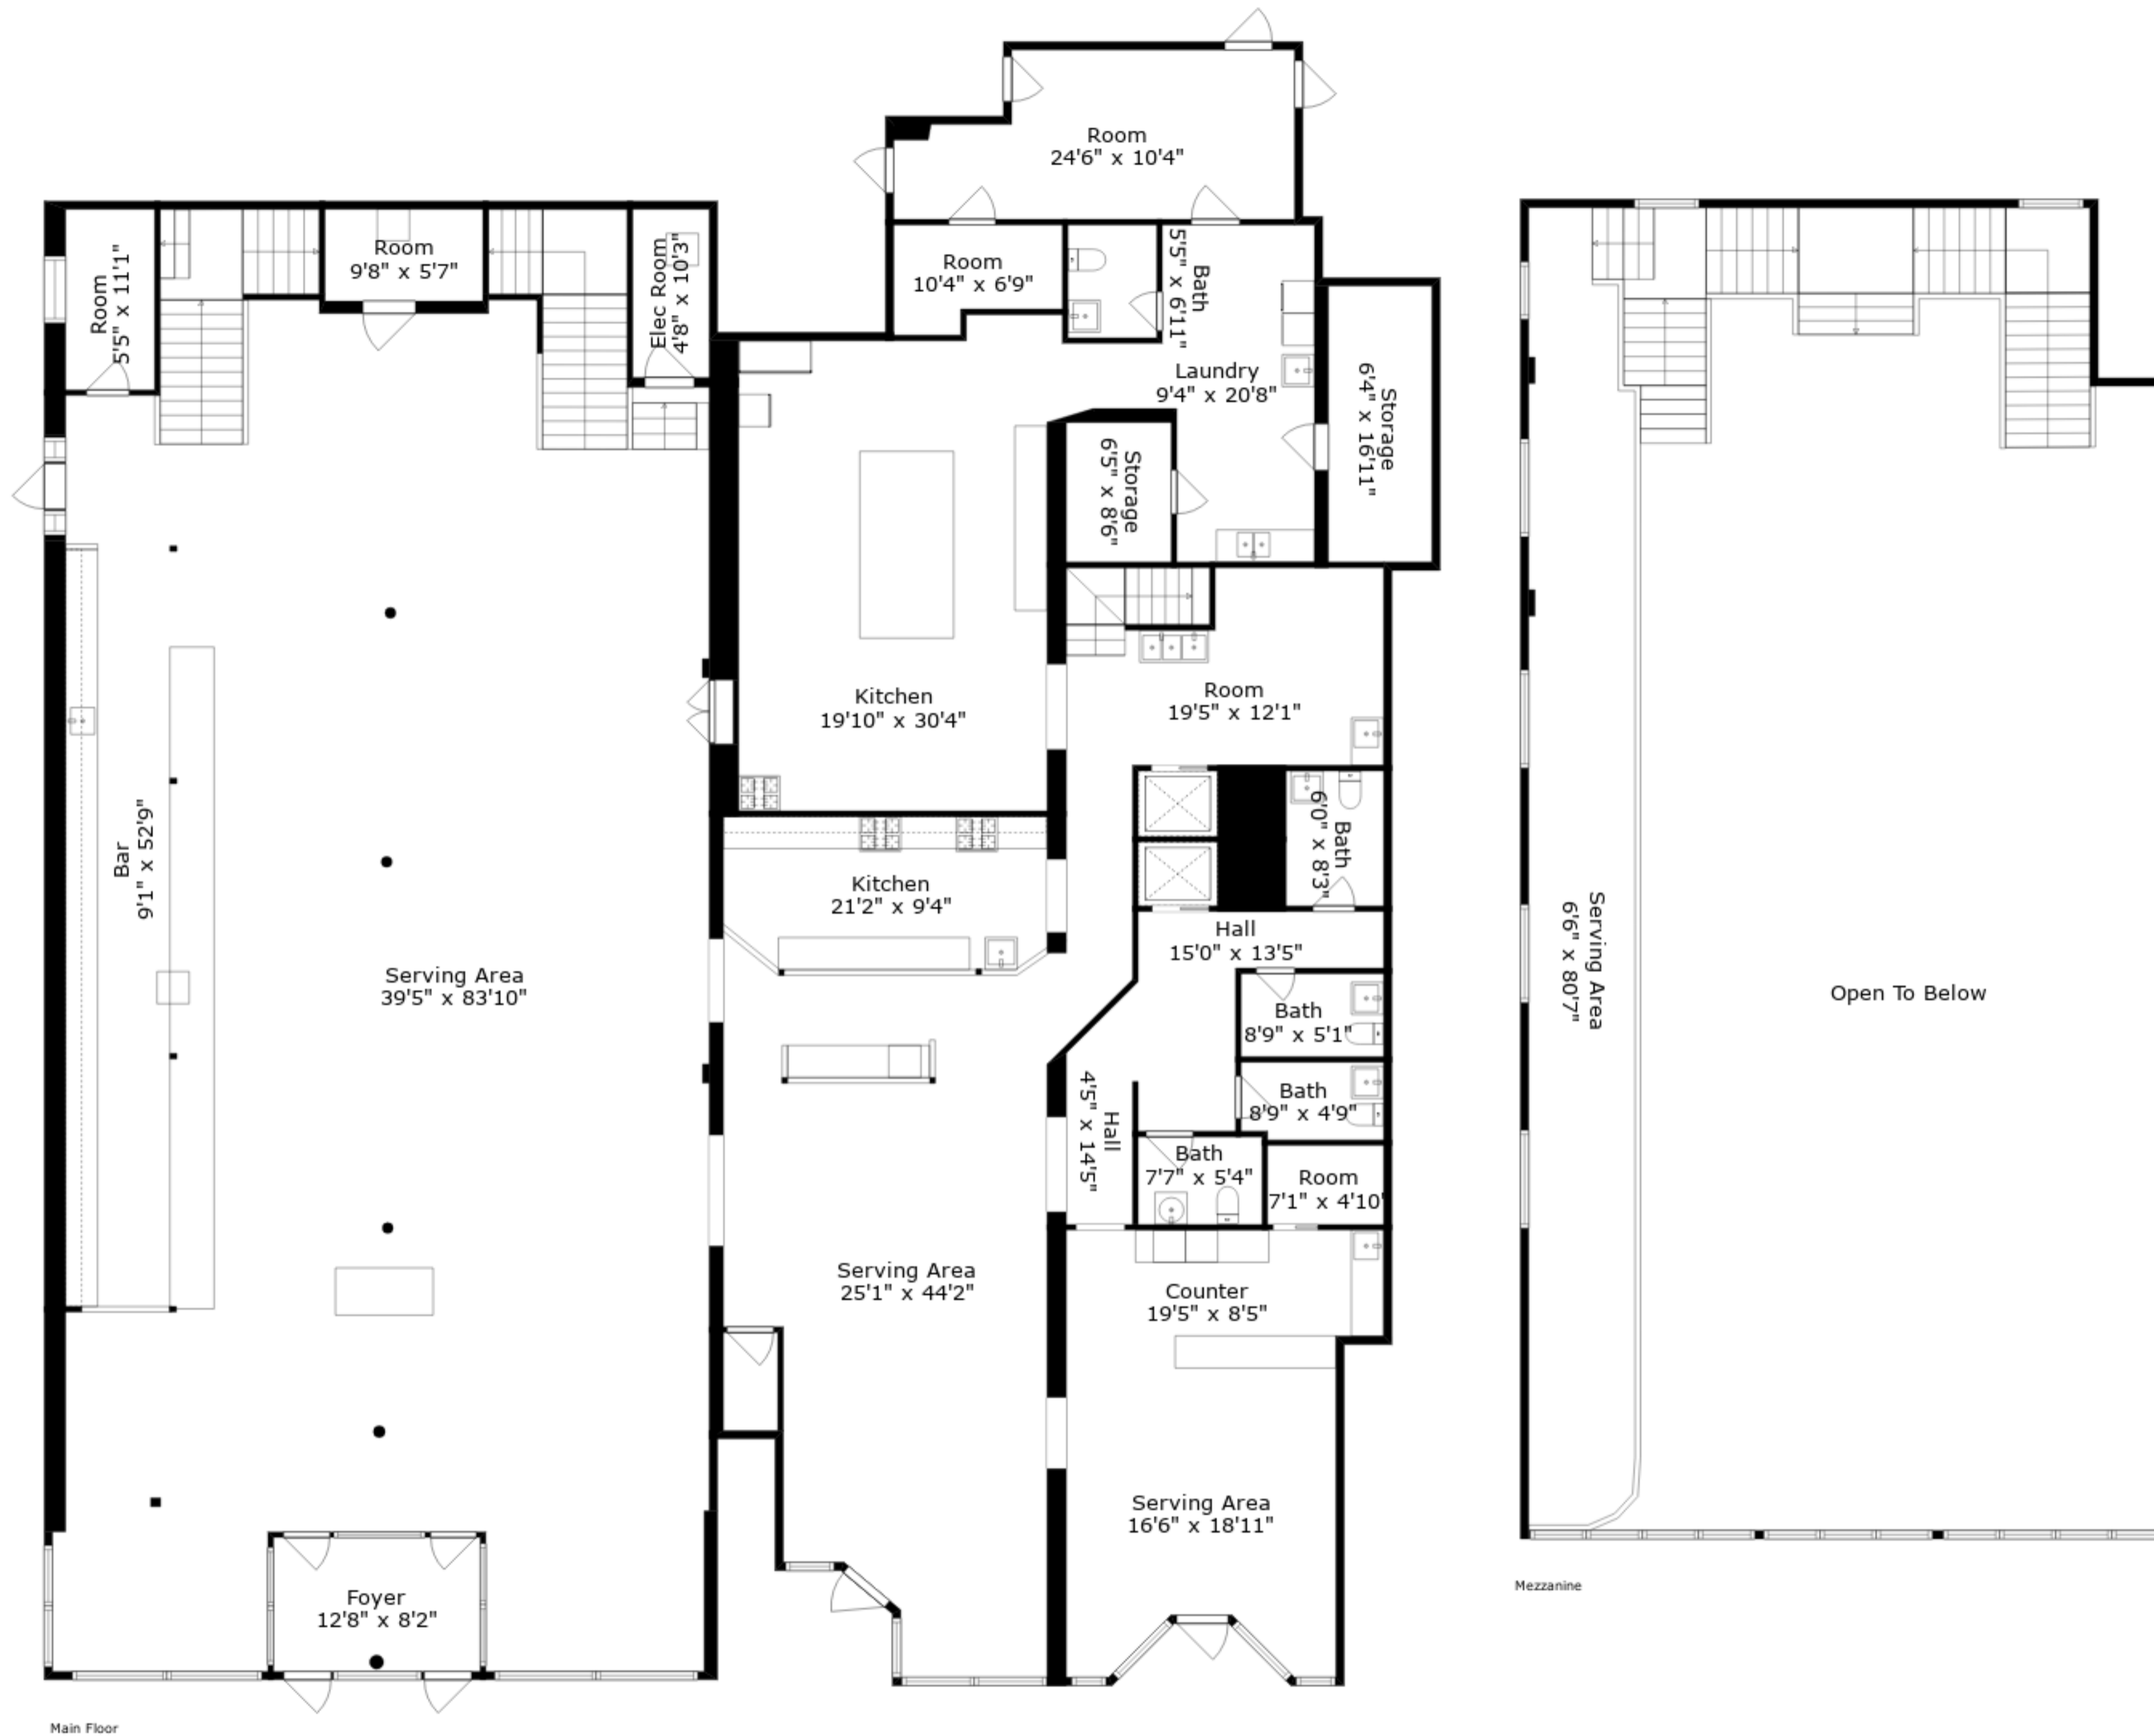 Room
24'6" x 10'4"
Room
5'5" x 11'1"
Room
9'8" x 5'7"
Elec Room
4'8" x 10'3"
Room
10'4" x 6'9"
Bath
5'5" x 6'11"
Laundry
9'4" x 20'8"
Storage
6'4" x 16'11"
Storage
6'5" x 8'6"
Kitchen
19'10" x 30'4"
Room
19'5" x 12'1"
Bar
9'1" x 52'9"
Kitchen
21'2" x 9'4"
Bath
6'0" x 8'3"
Hall
15'0" x 13'5"
Serving Area
39'5" x 83'10"
Bath
8'9" x 5'1"
Bath
8'9" x 4'9"
Hall
4'5" x 14'5"
Bath
7'7" x 5'4"
Room
7'1" x 4'10"
Serving Area
25'1" x 44'2"
Counter
19'5" x 8'5"
Serving Area
16'6" x 18'11"
Foyer
12'8" x 8'2"
Main Floor
Serving Area
6'6" x 80'7"
Open To Below
Mezzanine